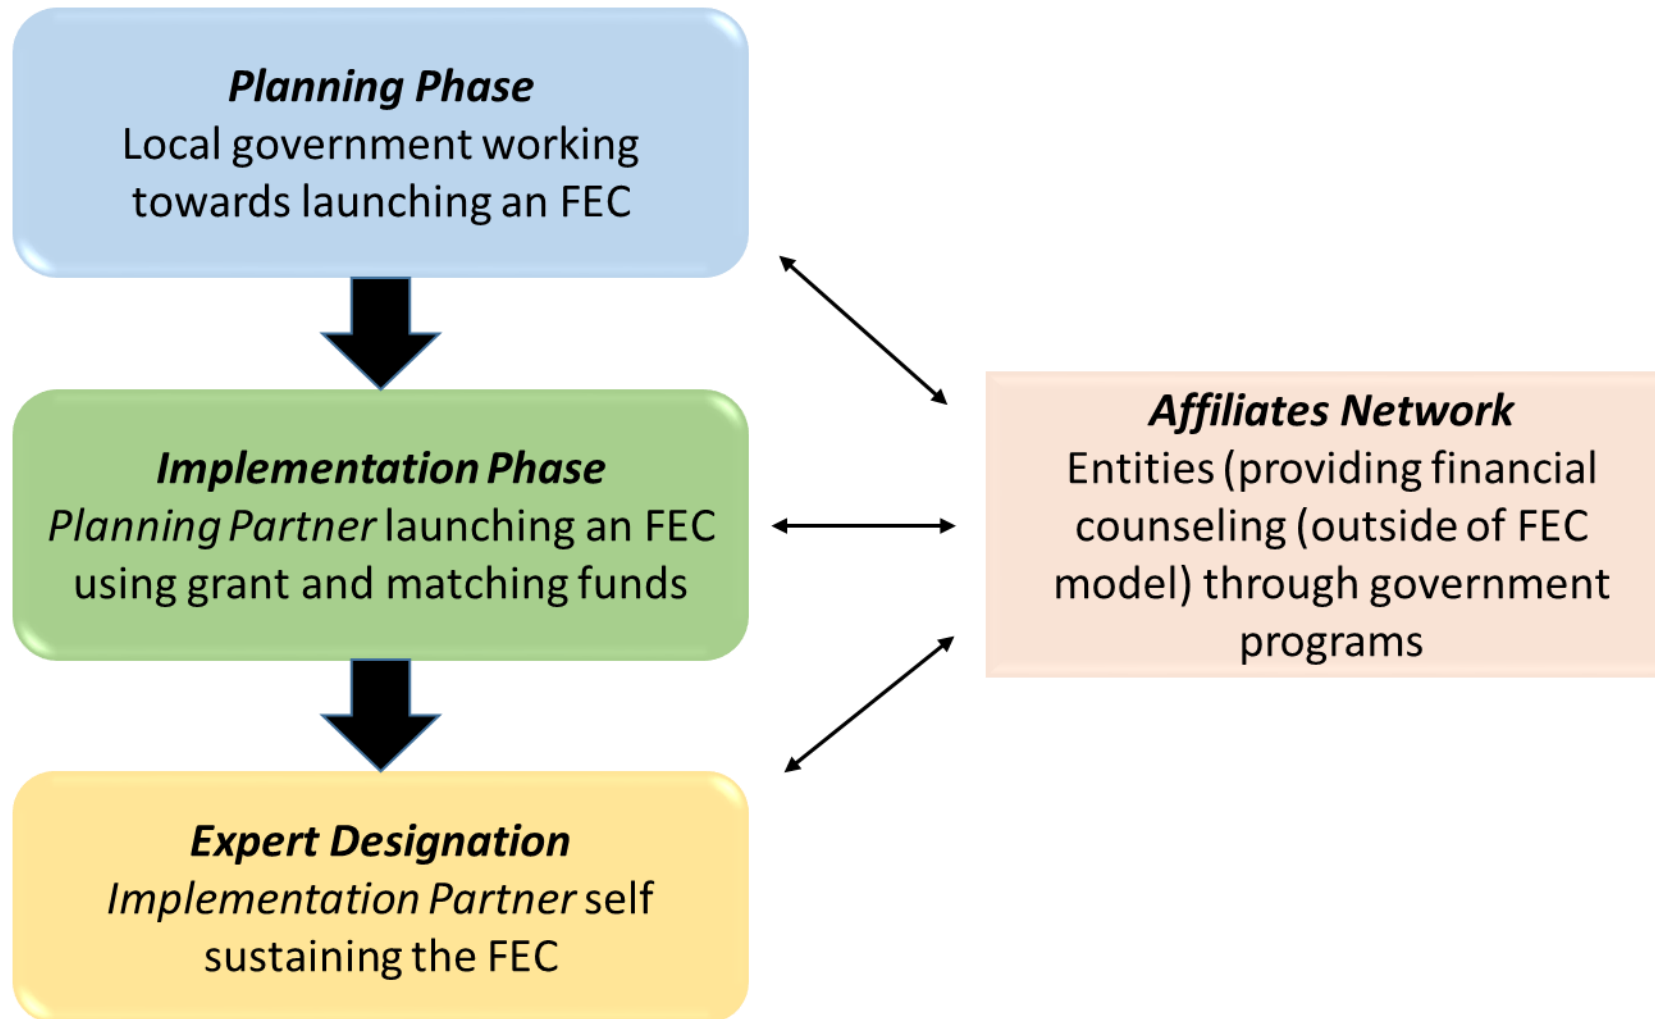 Planning Phase
Local government working
towards launching an FEC
Implementation Phase
Planning Partner launching an FEC
using grant and matching funds
Expert Designation
Implementation Partner self
sustaining the FEC
Affiliates Network
Entities (providing financial
counseling (outside of FEC
model) through government
programs